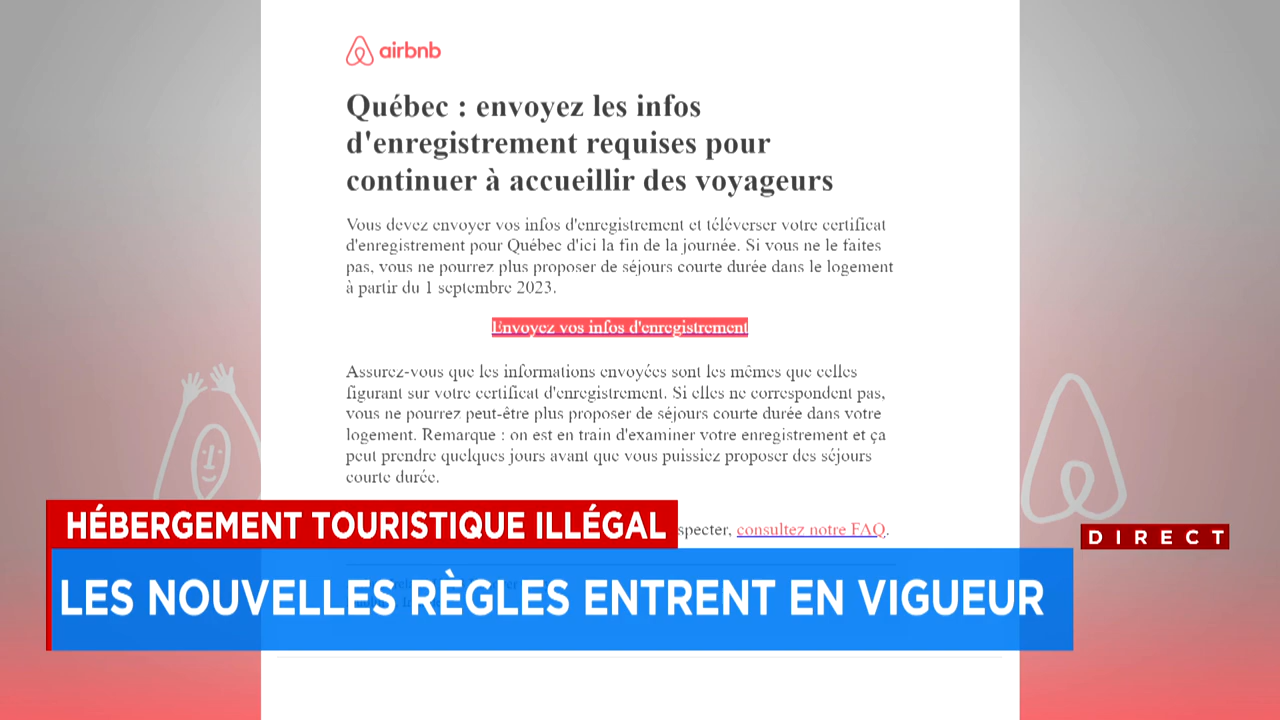 airbnb
Québec : envoyez les infos
d'enregistrement requises pour
continuer à accueillir des voyageurs
Vous devez envoyer vos infos d'enregistrement et téléverser votre certificat
d'enregistrement pour Québec d'ici la fin de la journée. Si vous ne le faites
pas, vous ne pourrez plus proposer de séjours courte durée dans le logement
à partir du 1 septembre 2023.
Envoyez vos infos d'enregistrement
Assurez-vous que les informations envoyées sont les mêmes que celles
figurant sur votre certificat d'enregistrement. Si elles ne correspondent pas,
vous ne pourrez peut-être plus proposer de séjours courte durée dans votre
logement. Remarque : on est en train d'examiner votre enregistrement et ça
peut prendre quelques jours avant que vous puissiez proposer des séjours
courte durée.
specter, consultez notre FAQ.
HÉBERGEMENT TOURISTIQUE ILLÉGAL
DIRECT
LES NOUVELLES RÈGLES ENTRENT EN VIGUEUR